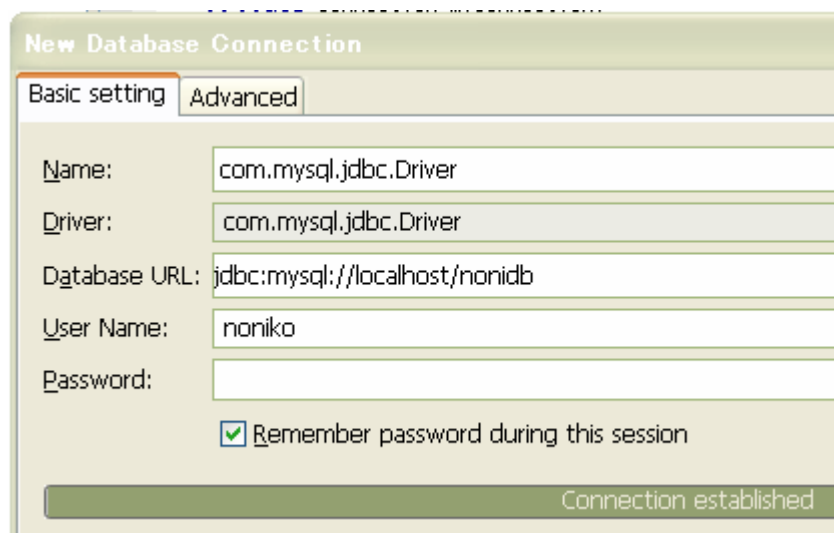 New Database Connection
Basic setting Advanced
Name: com.mysql.jdbc.Driver
Driver: com.mysql.jdbc.Driver
Database URL: jdbc:mysql://localhost/nonidb
User Name: noniko
Password:
Remember password during this session
Connection established